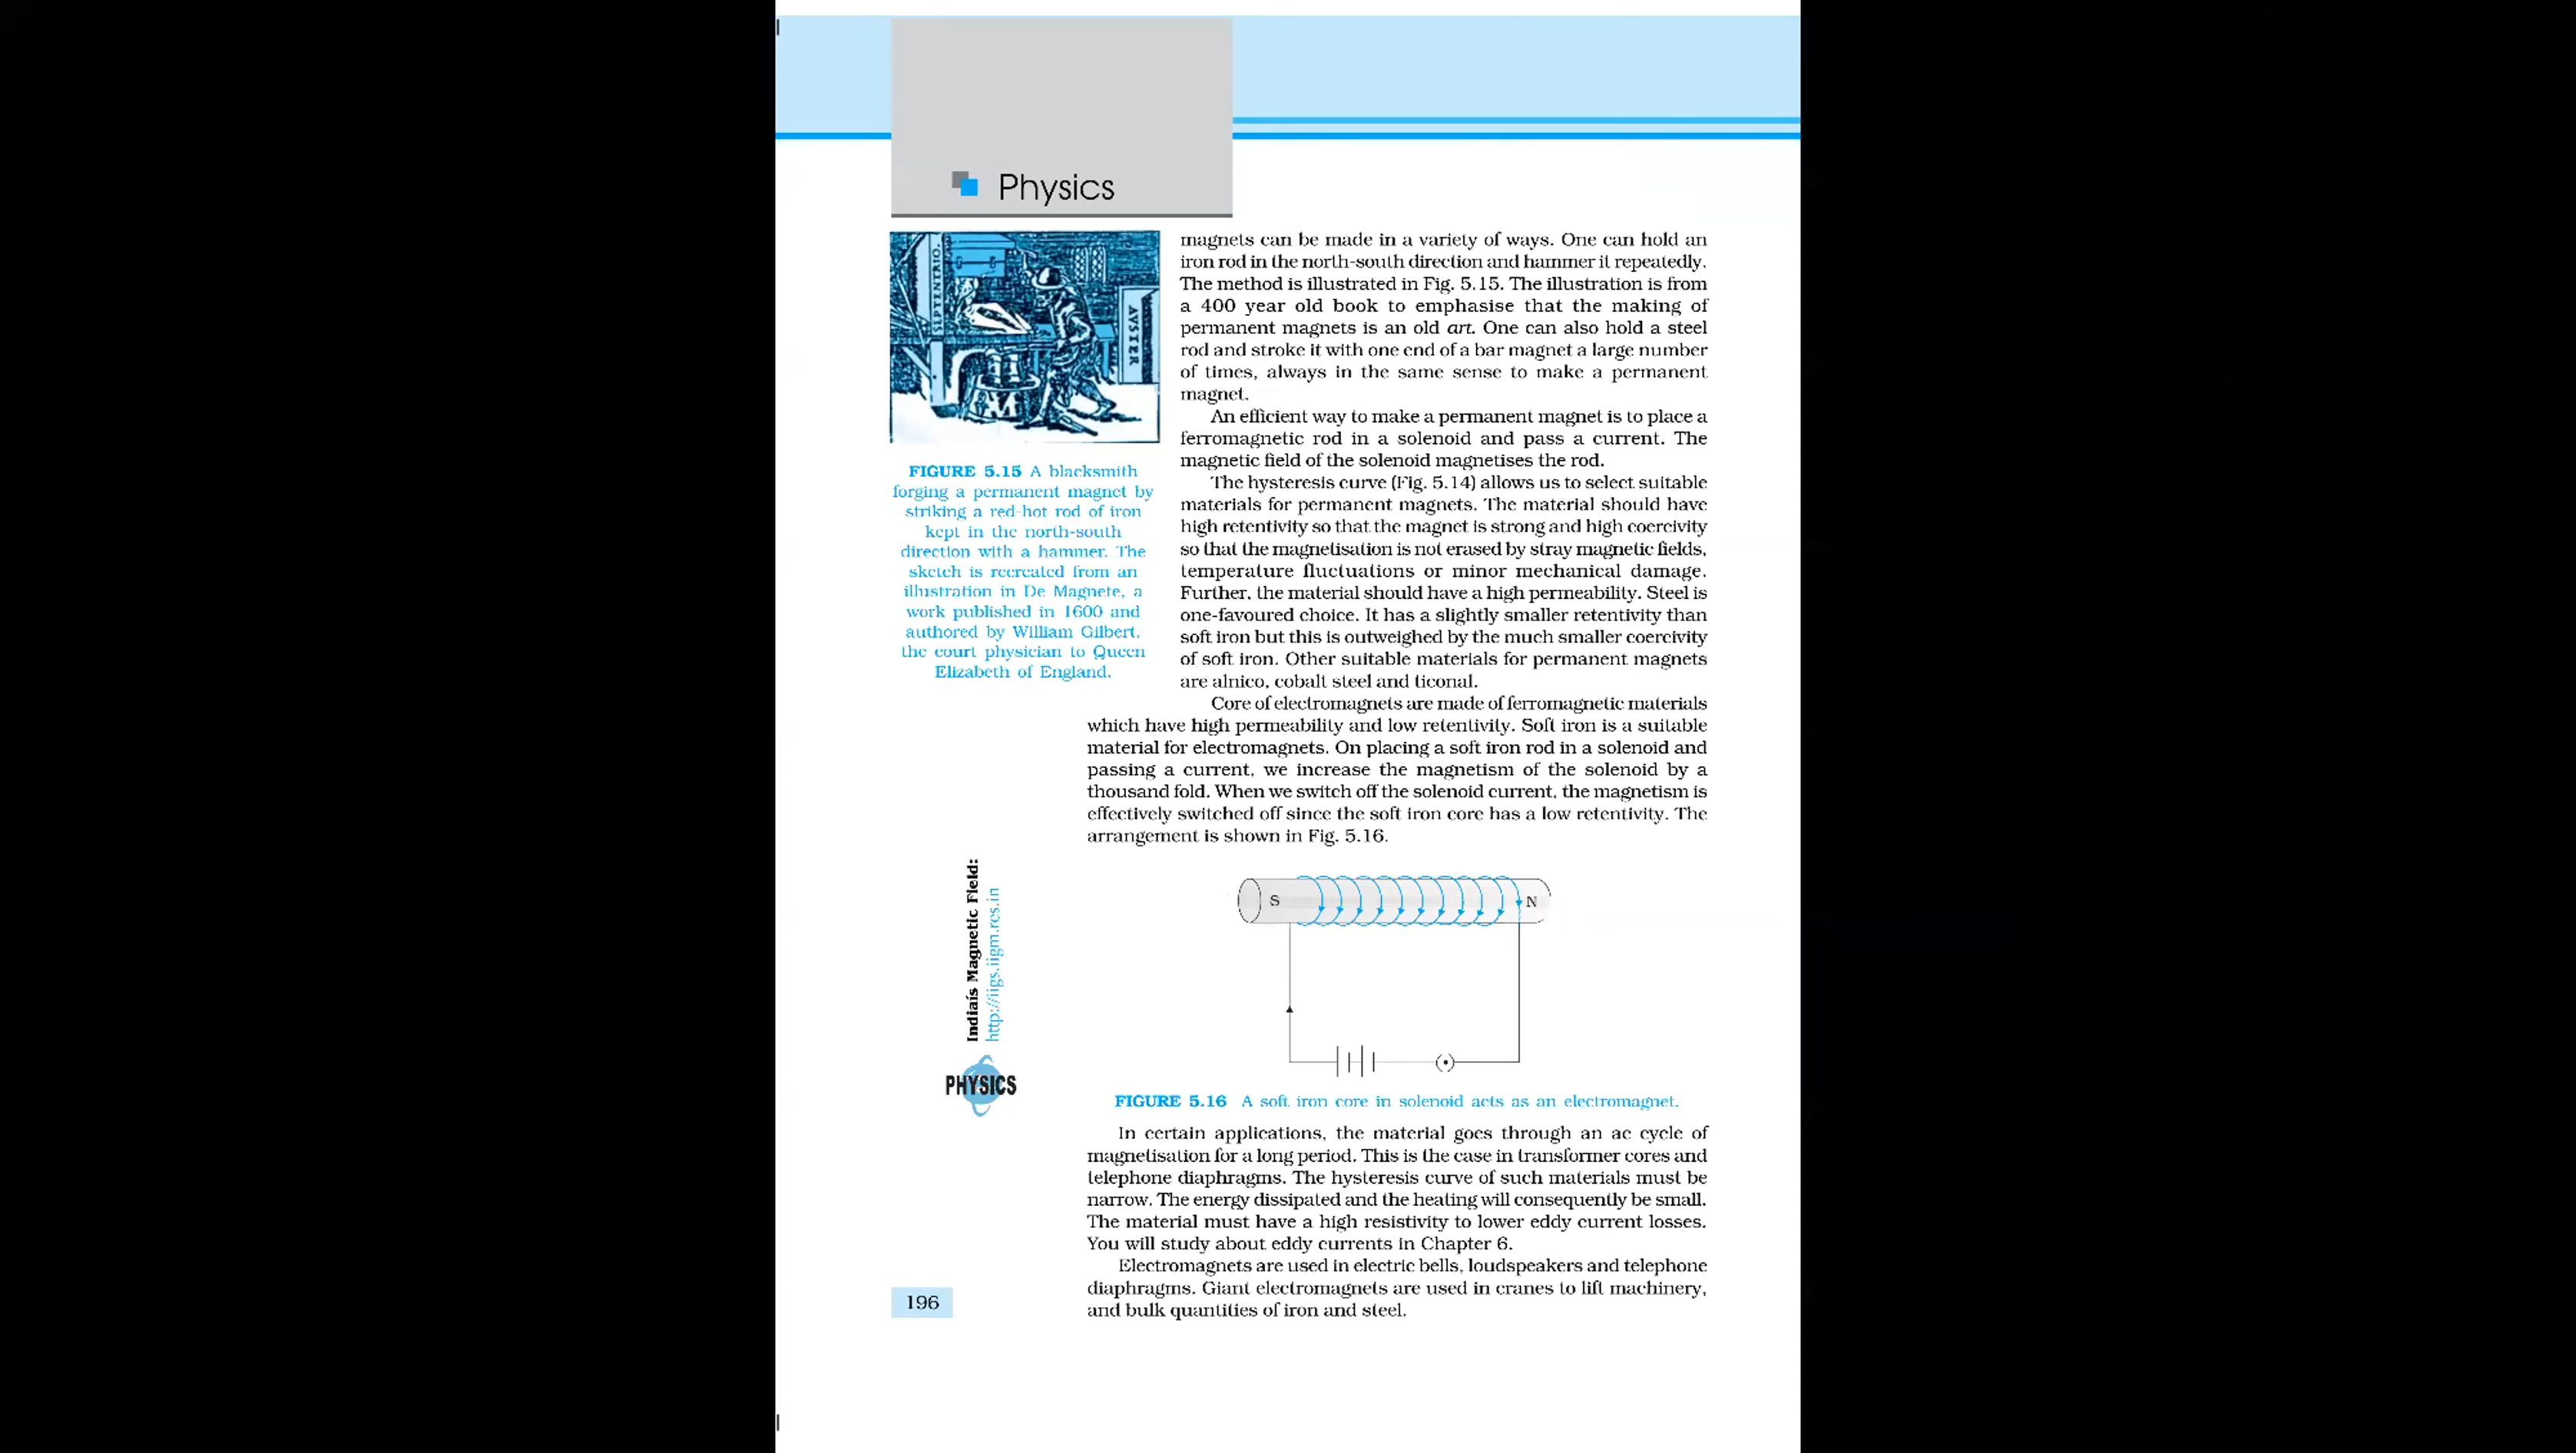 Physics
SEPTENTRIO.
AVSTER
FIGURE 5.15 A blacksmith
forging a permanent magnet by
striking a red-hot rod of iron
kept in the north-south
direction with a hammer. The
sketch is recreated from an
illustration in De Magnete, a
work published in 1600 and
authored by William Gilbert,
the court physician to Queen
Elizabeth of England.
magnets can be made in a variety of ways. One can hold an
iron rod in the north-south direction and hammer it repeatedly.
The method is illustrated in Fig. 5.15. The illustration is from
a 400 year old book to emphasise that the making of
permanent magnets is an old art. One can also hold a steel
rod and stroke it with one end of a bar magnet a large number
of times, always in the same sense to make a permanent
magnet.
An efficient way to make a permanent magnet is to place a
ferromagnetic rod in a solenoid and pass a current. The
magnetic field of the solenoid magnetises the rod.
The hysteresis curve (Fig. 5.14) allows us to select suitable
materials for permanent magnets. The material should have
high retentivity so that the magnet is strong and high coercivity
so that the magnetisation is not erased by stray magnetic fields,
temperature fluctuations or minor mechanical damage.
Further, the material should have a high permeability. Steel is
one-favoured choice. It has a slightly smaller retentivity than
soft iron but this is outweighed by the much smaller coercivity
of soft iron. Other suitable materials for permanent magnets
are alnico, cobalt steel and ticonal.
Core of electromagnets are made of ferromagnetic materials
which have high permeability and low retentivity. Soft iron is a suitable
material for electromagnets. On placing a soft iron rod in a solenoid and
passing a current, we increase the magnetism of the solenoid by a
thousand fold. When we switch off the solenoid current, the magnetism is
effectively switched off since the soft iron core has a low retentivity. The
arrangement is shown in Fig. 5.16.
Indiaís Magnetic Field:
http://iigs.iigm.res.in
PHYSICS
S
N
FIGURE 5.16 A soft iron core in solenoid acts as an electromagnet.
In certain applications, the material goes through an ac cycle of
magnetisation for a long period. This is the case in transformer cores and
telephone diaphragms. The hysteresis curve of such materials must be
narrow. The energy dissipated and the heating will consequently be small.
The material must have a high resistivity to lower eddy current losses.
You will study about eddy currents in Chapter 6.
Electromagnets are used in electric bells, loudspeakers and telephone
diaphragms. Giant electromagnets are used in cranes to lift machinery,
and bulk quantities of iron and steel.
196